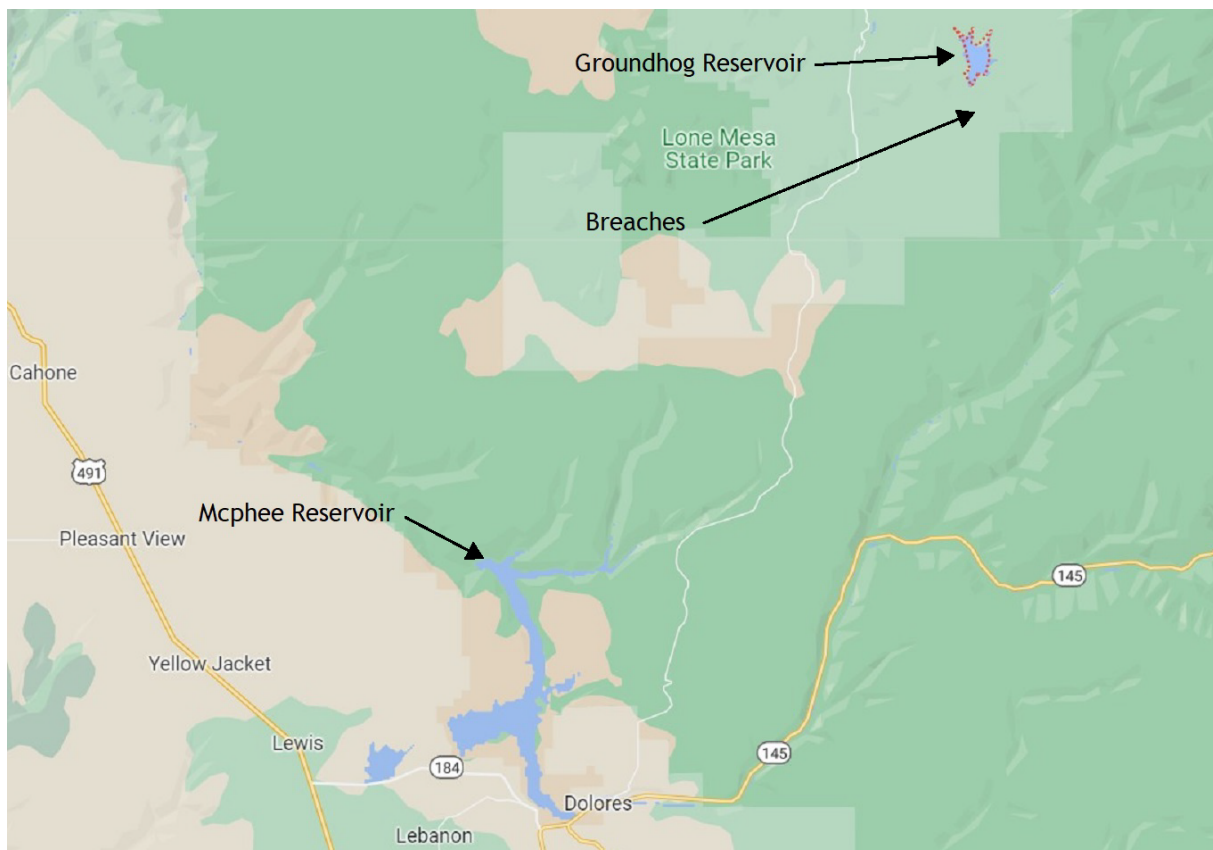 Groundhog Reservoir
Lone Mesa
State Park
Breaches
Cahone
491
Mcphee Reservoir
Pleasant View
145
Yellow Jacket
Lewis
184
145
Dolores
Lebanon